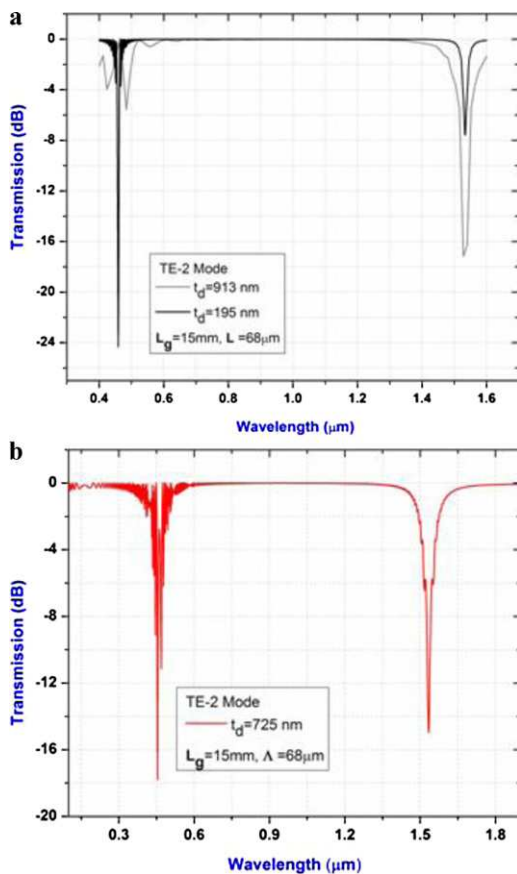 a
0
-4
-8
-12
-16
-20
-24
Transmission (dB)
TE-2 Mode
td=913 nm
td=195 nm
Lg=15mm, L =68μm
0.4 0.6 0.8 1.0 1.2 1.4 1.6
Wavelength (μm)
b
0
-4
-8
-12
-16
-20
Transmission (dB)
TE-2 Mode
td=725 nm
Lg=15mm, Λ =68μm
0.3 0.6 0.9 1.2 1.5 1.8
Wavelength (μm)